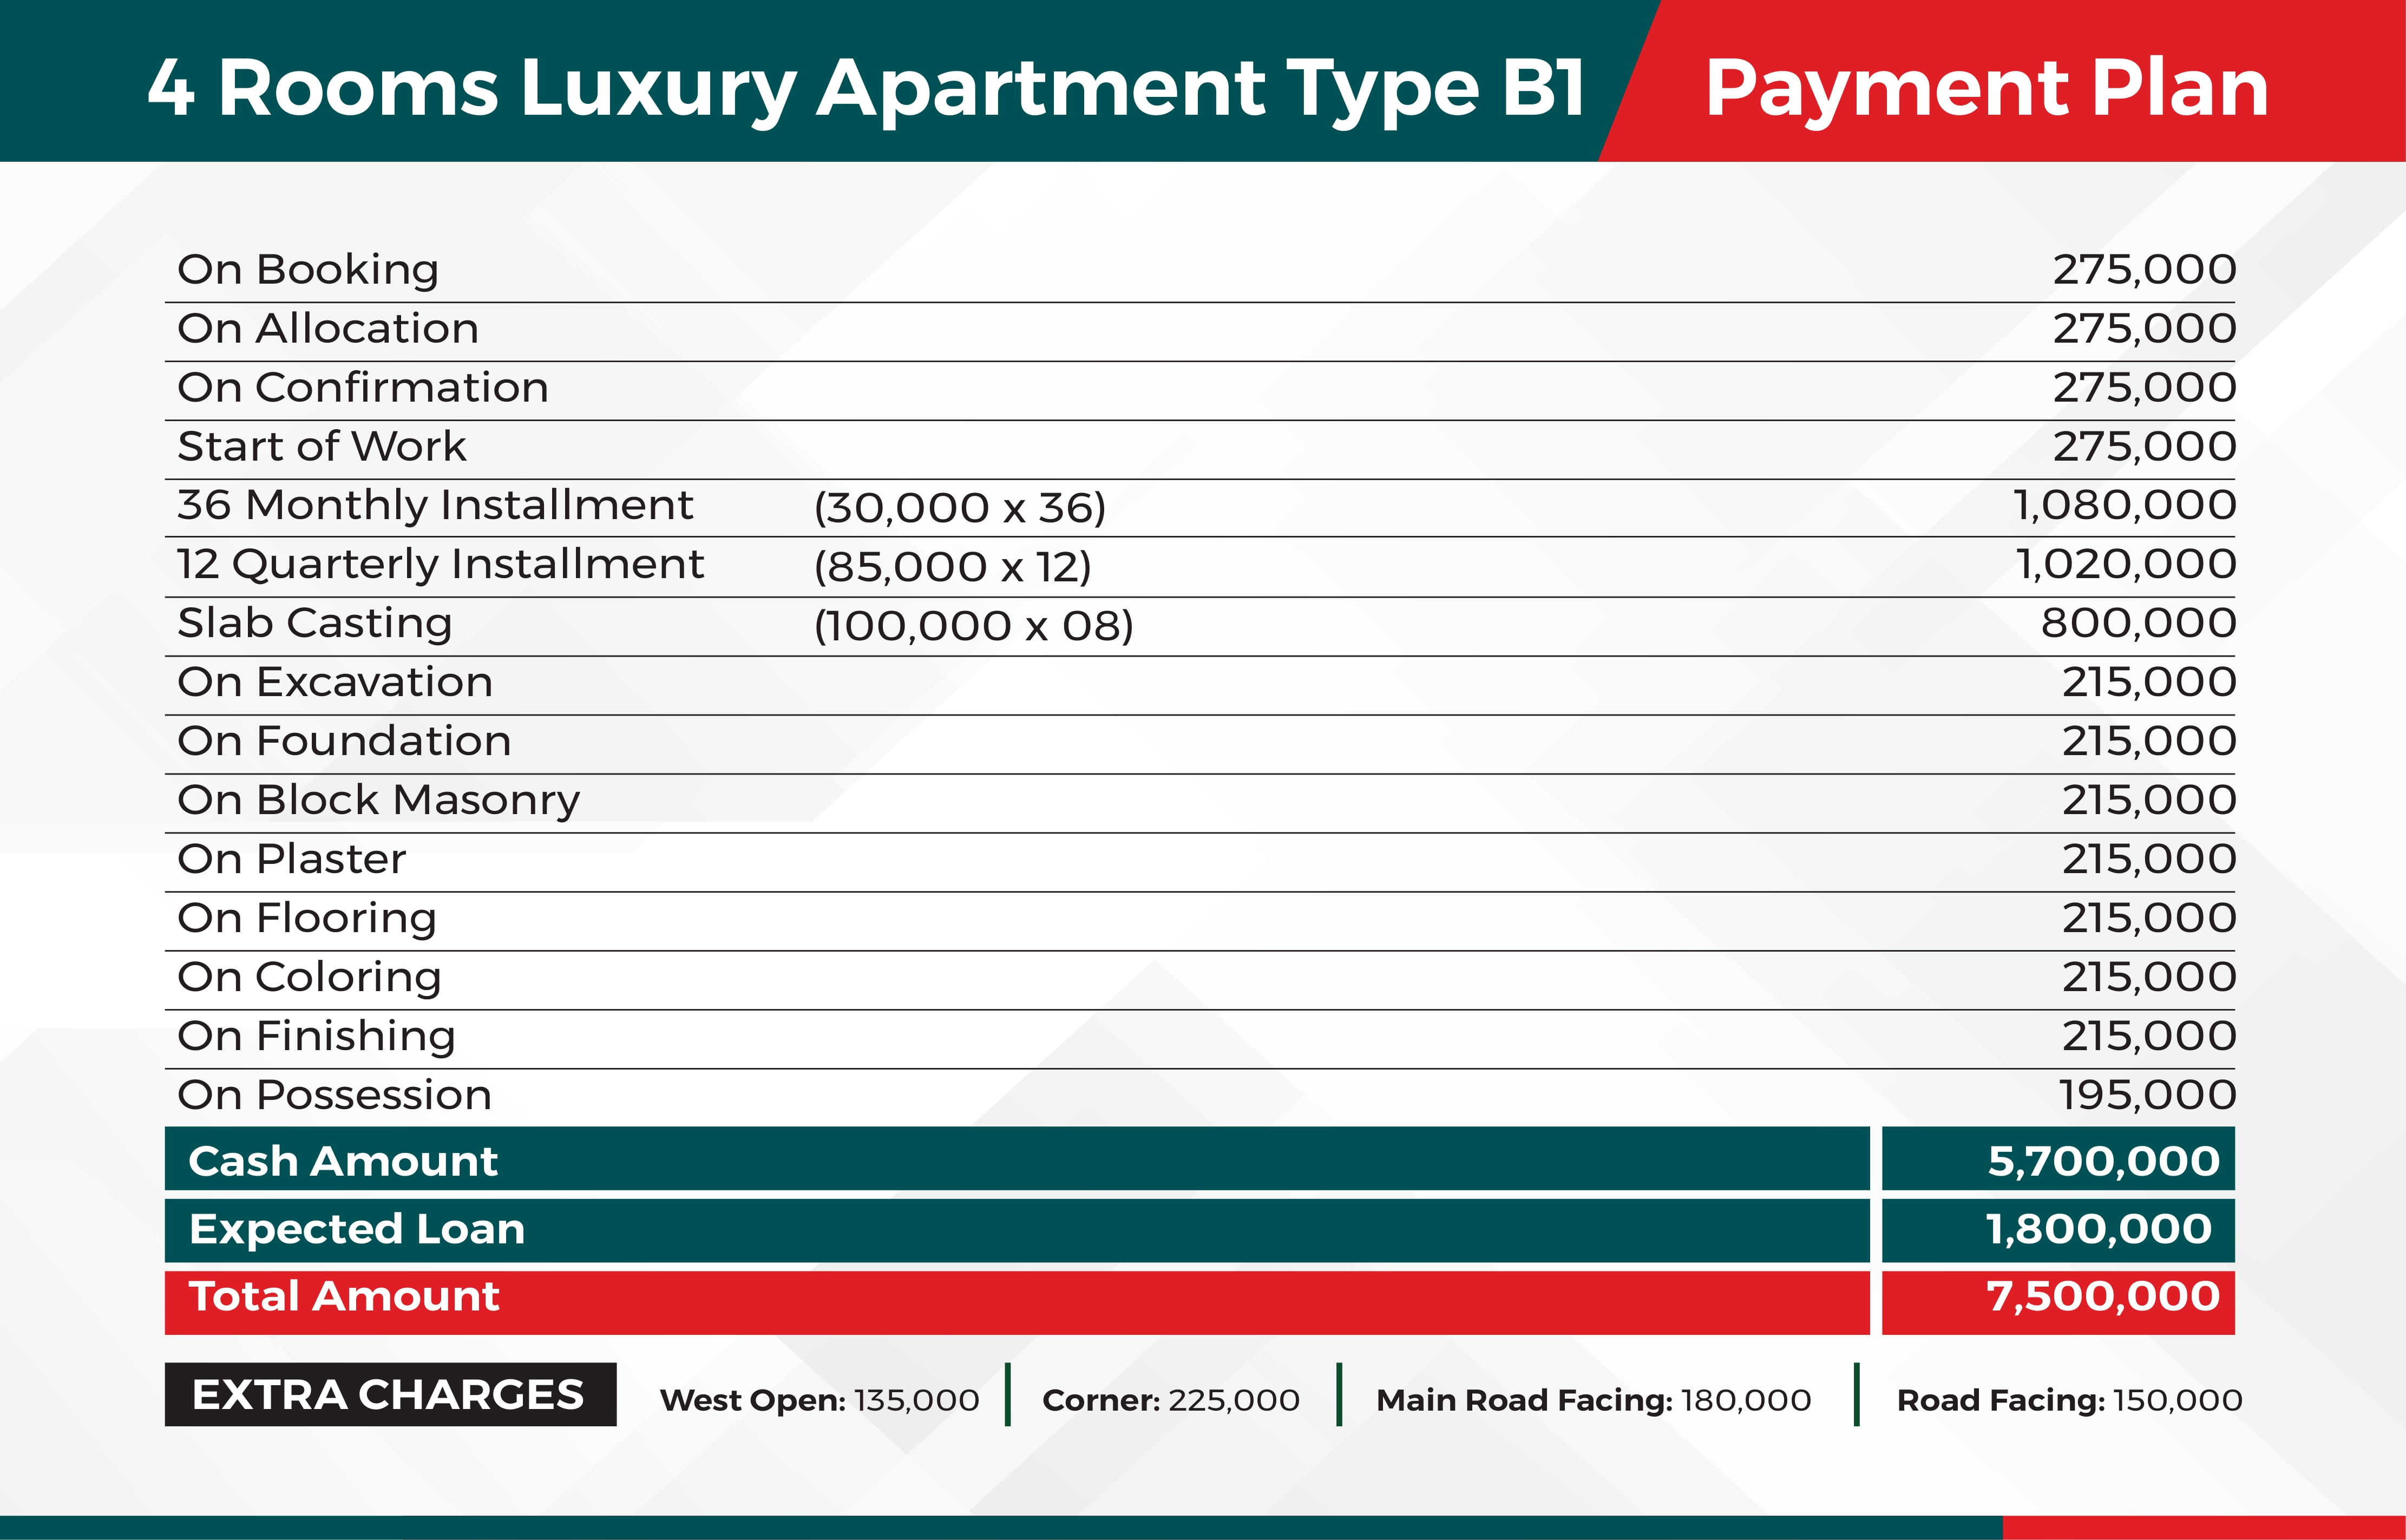 4 Rooms Luxury Apartment Type B1 Payment Plan
On Booking 275,000
On Allocation 275,000
On Confirmation 275,000
Start of Work 275,000
36 Monthly Installment (30,000 x 36) 1,080,000
12 Quarterly Installment (85,000 x 12) 1,020,000
Slab Casting (100,000 x 08) 800,000
On Excavation 215,000
On Foundation 215,000
On Block Masonry 215,000
On Plaster 215,000
On Flooring 215,000
On Coloring 215,000
On Finishing 215,000
On Possession 195,000
Cash Amount 5,700,000
Expected Loan 1,800,000
Total Amount 7,500,000
EXTRA CHARGES West Open: 135,000 Corner: 225,000 Main Road Facing: 180,000 Road Facing: 150,000